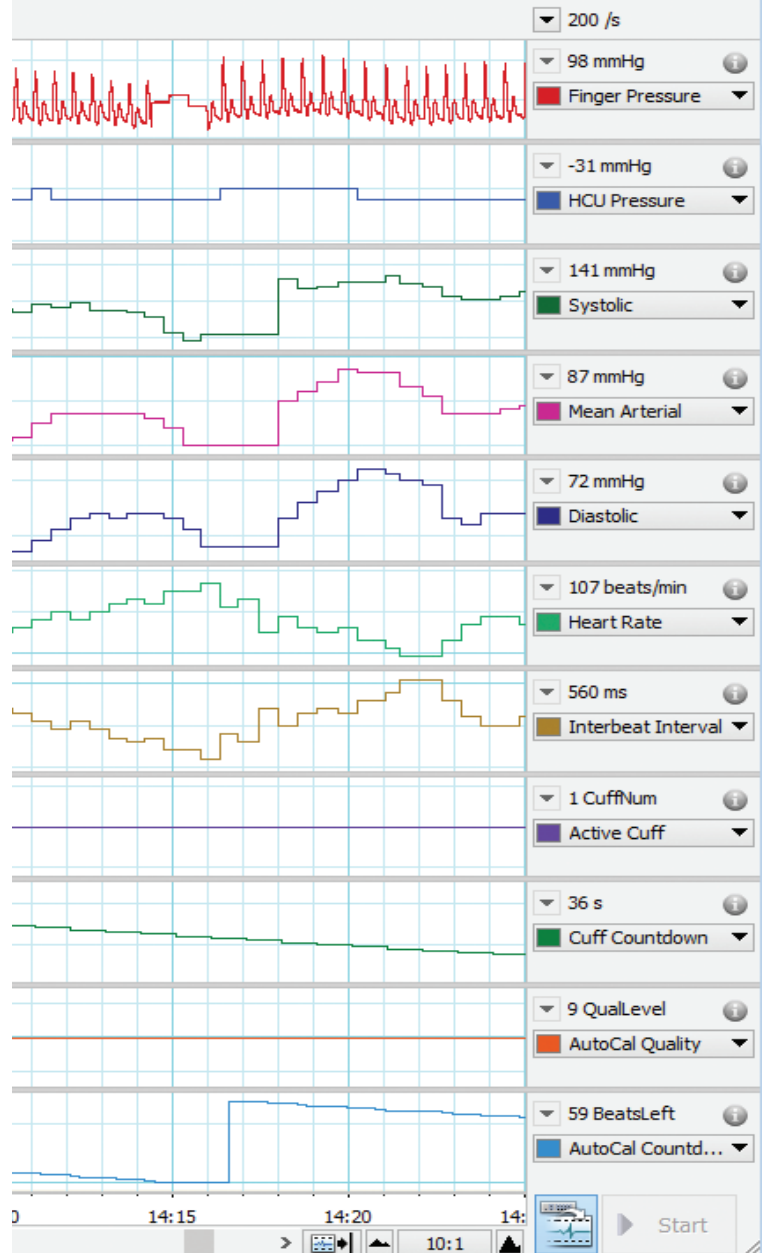 200 /s
98 mmHg
Finger Pressure
-31 mmHg
HCU Pressure
141 mmHg
Systolic
87 mmHg
Mean Arterial
72 mmHg
Diastolic
107 beats/min
Heart Rate
560 ms
Interbeat Interval
1 CuffNum
Active Cuff
36 s
Cuff Countdown
9 QualLevel
AutoCal Quality
59 BeatsLeft
AutoCal Countd...
0 14:15 14:20 14:
10:1
Start